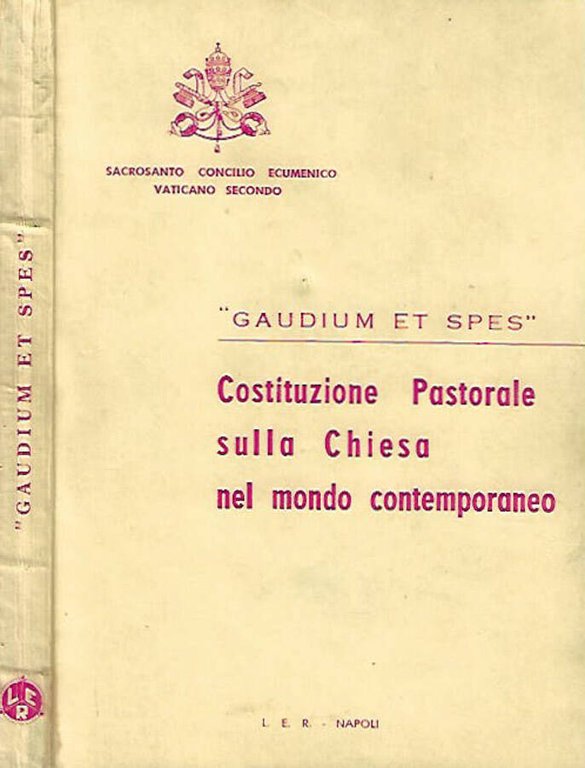 SACROSANTO CONCILIO ECUMENICO
VATICANO SECONDO
"GAUDIUM ET SPES"
Costituzione Pastorale
sulla Chiesa
nel mondo contemporaneo
L. E. R. - NAPOLI
"GAUDIUM ET SPES"
LER